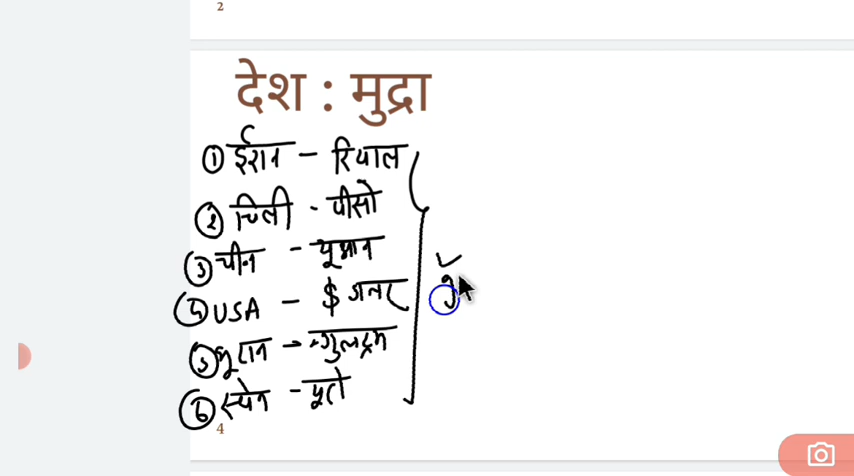 2
देश : मुद्रा
① ईरान – रियाल
② चिली - पीसो
③ चीन - यूआन
④ USA – $ डालर
⑤ भूटान - गुलट्रम
⑥ स्पेन - यूरो
4